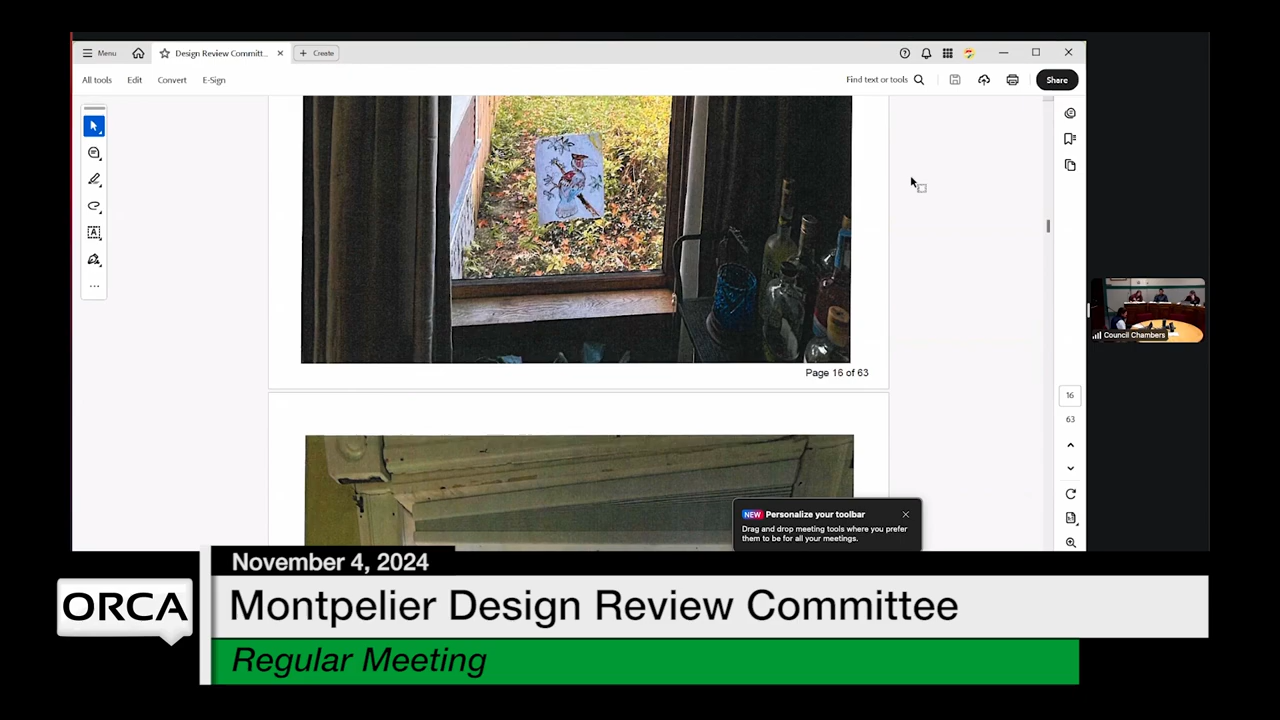 Menu
Design Review Committ...
Create
All tools
Edit
Convert
E-Sign
Find text or tools
Share
Page 16 of 63
16
63
NEW Personalize your toolbar
Drag and drop meeting tools where you prefer
them to be for all your meetings.
Council Chambers
November 4, 2024
ORCA
Montpelier Design Review Committee
Regular Meeting